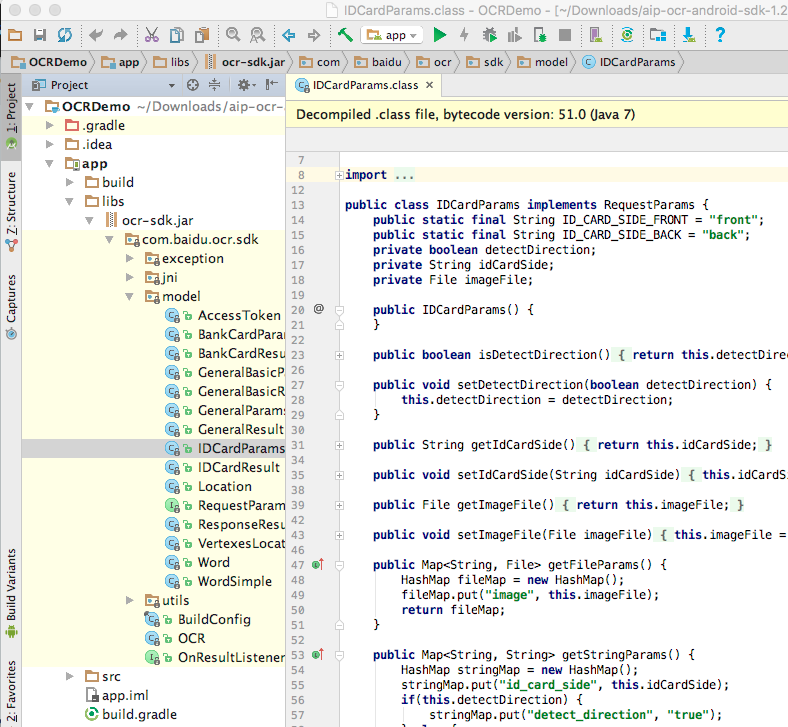 IDCardParams.class - OCRDemo - [~/Downloads/aip-ocr-android-sdk-1.2
app
OCRDemo app libs ocr-sdk.jar com baidu ocr sdk model IDCardParams
Project
IDCardParams.class
1: Project
Z: Structure
Captures
Build Variants
2: Favorites
OCRDemo ~/Downloads/aip-ocr-
.gradle
.idea
app
build
libs
ocr-sdk.jar
com.baidu.ocr.sdk
exception
jni
model
AccessToken
BankCardPara
BankCardResu
GeneralBasicP
GeneralBasicR
GeneralParams
GeneralResult
IDCardParams
IDCardResult
Location
RequestParam
ResponseResu
VertexesLocat
Word
WordSimple
utils
BuildConfig
OCR
OnResultListener
src
app.iml
build.gradle
Decompiled .class file, bytecode version: 51.0 (Java 7)
7
8 import ...
12
13 public class IDCardParams implements RequestParams {
14 public static final String ID_CARD_SIDE_FRONT = "front";
15 public static final String ID_CARD_SIDE_BACK = "back";
16 private boolean detectDirection;
17 private String idCardSide;
18 private File imageFile;
19
20 @ public IDCardParams() {
21 }
22
23 public boolean isDetectDirection() { return this.detectDirec
26
27 public void setDetectDirection(boolean detectDirection) {
28 this.detectDirection = detectDirection;
29 }
30
31 public String getIdCardSide() { return this.idCardSide; }
34
35 public void setIdCardSide(String idCardSide) { this.idCardSi
38
39 public File getImageFile() { return this.imageFile; }
42
43 public void setImageFile(File imageFile) { this.imageFile =
46
47 public Map<String, File> getFileParams() {
48 HashMap fileMap = new HashMap();
49 fileMap.put("image", this.imageFile);
50 return fileMap;
51 }
52
53 public Map<String, String> getStringParams() {
54 HashMap stringMap = new HashMap();
55 stringMap.put("id_card_side", this.idCardSide);
56 if(this.detectDirection) {
57 stringMap.put("detect_direction", "true");